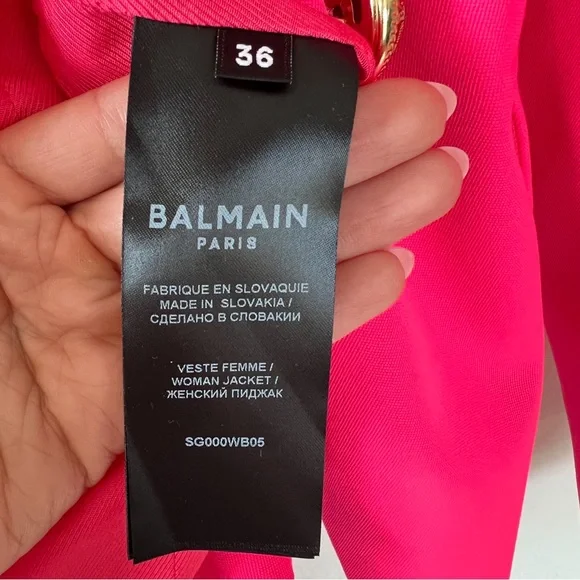 36
BALMAIN
PARIS
FABRIQUE EN SLOVAQUIE
MADE IN SLOVAKIA /
СДЕЛАНО В СЛОВАКИИ
VESTE FEMME /
WOMAN JACKET /
ЖЕНСКИЙ ПИДЖАК
SG000WB05